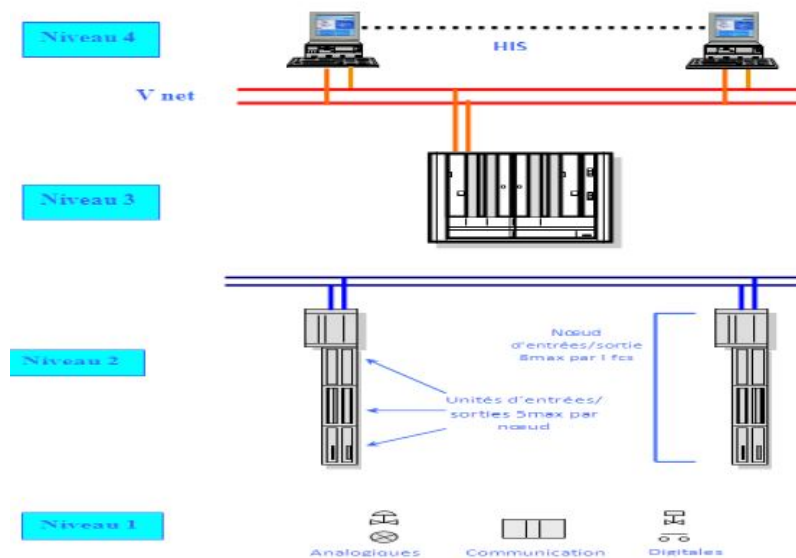 Niveau 4
HIS
V net
Niveau 3
Nœud
d'entrées/sortie
8max par I fcs
Niveau 2
Unités d'entrées/
sorties 5max par
nœud
Niveau 1
Analogiques
Communication
Digitales